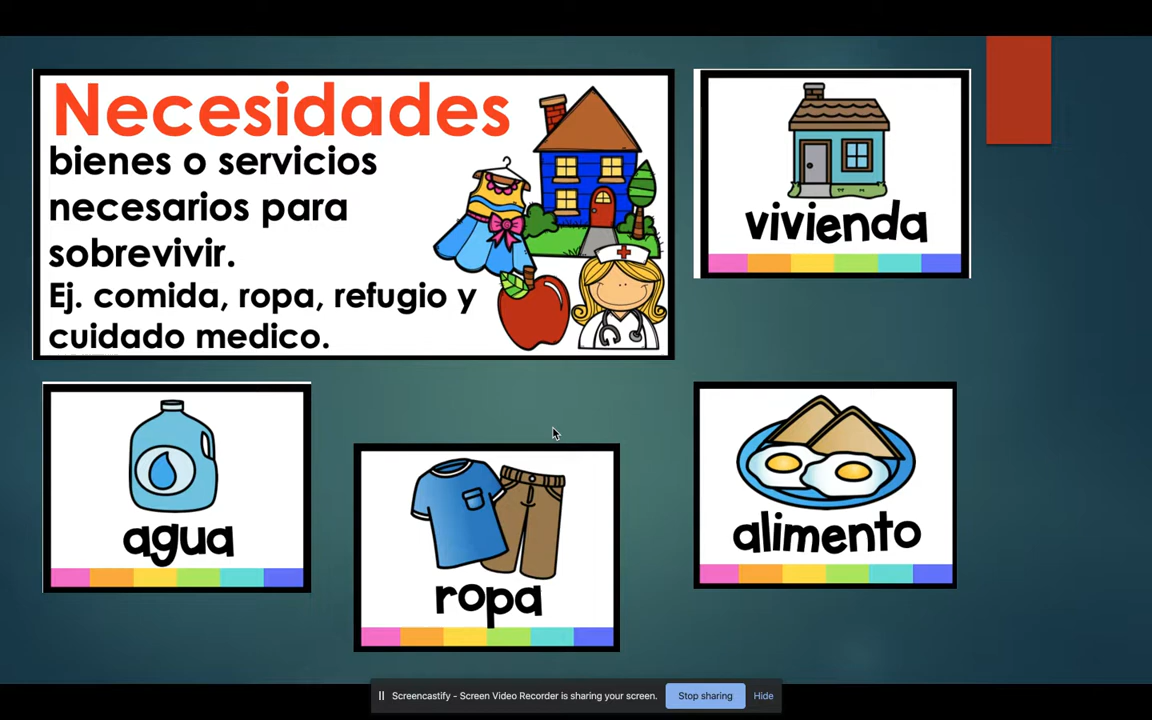 Necesidades
bienes o servicios
necesarios para
sobrevivir.
Ej. comida, ropa, refugio y
cuidado medico.
vivienda
agua
ropa
alimento
Screencastify - Screen Video Recorder is sharing your screen.
Stop sharing
Hide